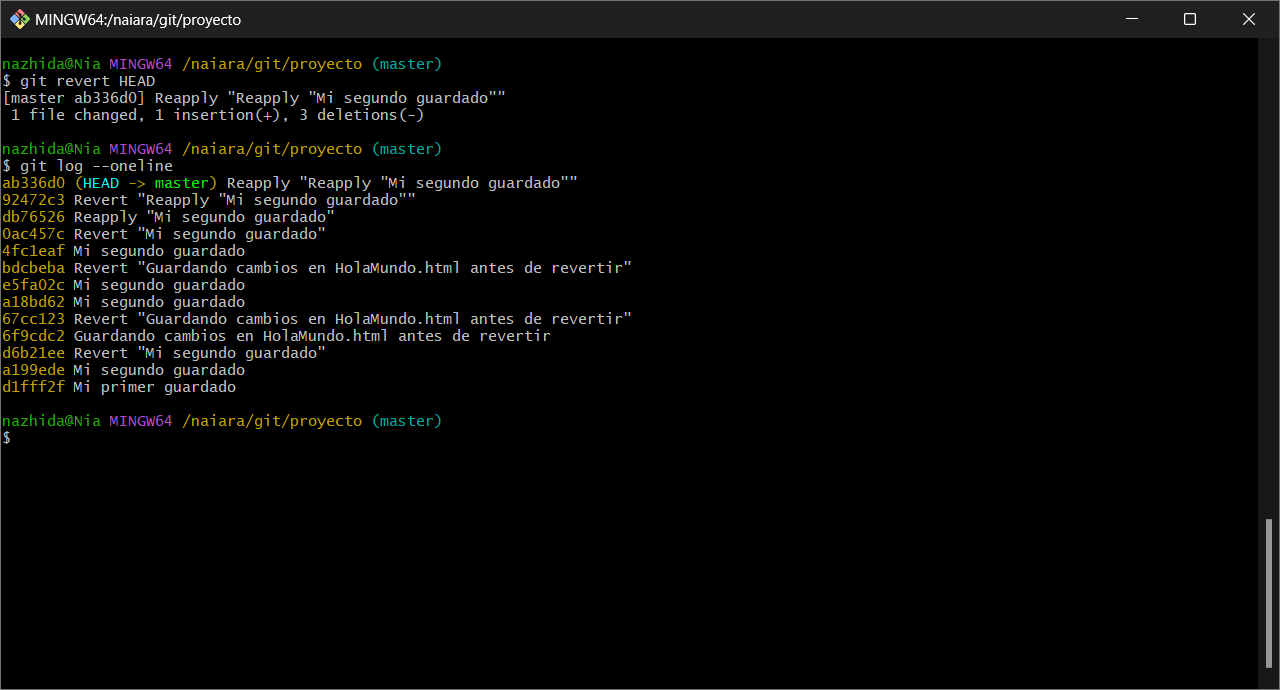 MINGW64:/naiara/git/proyecto
nazhida@Nia MINGW64 /naiara/git/proyecto (master)
$ git revert HEAD
[master ab336d0] Reapply "Reapply "Mi segundo guardado""
 1 file changed, 1 insertion(+), 3 deletions(-)
nazhida@Nia MINGW64 /naiara/git/proyecto (master)
$ git log --oneline
ab336d0 (HEAD -> master) Reapply "Reapply "Mi segundo guardado""
92472c3 Revert "Reapply "Mi segundo guardado""
db76526 Reapply "Mi segundo guardado"
0ac457c Revert "Mi segundo guardado"
4fc1eaf Mi segundo guardado
bdcbeba Revert "Guardando cambios en HolaMundo.html antes de revertir"
e5fa02c Mi segundo guardado
a18bd62 Mi segundo guardado
67cc123 Revert "Guardando cambios en HolaMundo.html antes de revertir"
6f9cdc2 Guardando cambios en HolaMundo.html antes de revertir
d6b21ee Revert "Mi segundo guardado"
a199ede Mi segundo guardado
d1fff2f Mi primer guardado
nazhida@Nia MINGW64 /naiara/git/proyecto (master)
$